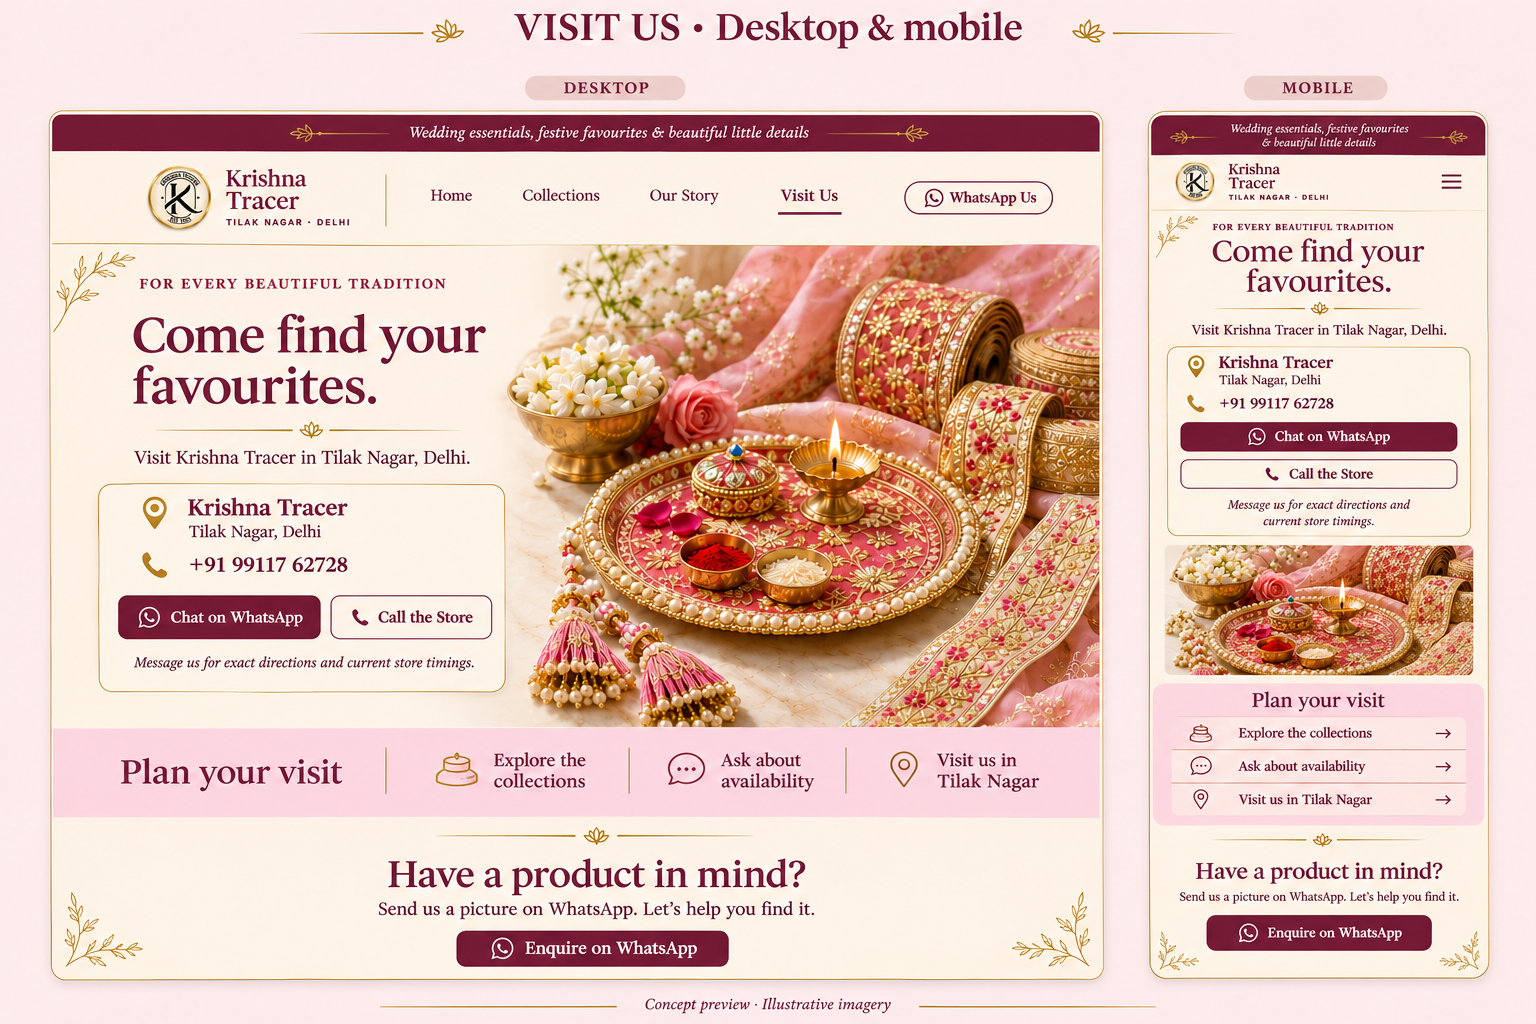 VISIT US • Desktop & mobile
DESKTOP
Wedding essentials, festive favourites & beautiful little details
K
Krishna
Tracer
TILAK NAGAR · DELHI
Home
Collections
Our Story
Visit Us
WhatsApp Us
FOR EVERY BEAUTIFUL TRADITION
Come find your
favourites.
Visit Krishna Tracer in Tilak Nagar, Delhi.
Krishna Tracer
Tilak Nagar, Delhi
+91 99117 62728
Chat on WhatsApp
Call the Store
Message us for exact directions and current store timings.
Plan your visit
Explore the
collections
Ask about
availability
Visit us in
Tilak Nagar
Have a product in mind?
Send us a picture on WhatsApp. Let's help you find it.
Enquire on WhatsApp
MOBILE
Wedding essentials, festive favourites
& beautiful little details
K
Krishna
Tracer
TILAK NAGAR · DELHI
FOR EVERY BEAUTIFUL TRADITION
Come find your
favourites.
Visit Krishna Tracer in Tilak Nagar, Delhi.
Krishna Tracer
Tilak Nagar, Delhi
+91 99117 62728
Chat on WhatsApp
Call the Store
Message us for exact directions and
current store timings.
Plan your visit
Explore the collections →
Ask about availability →
Visit us in Tilak Nagar →
Have a product in mind?
Send us a picture on WhatsApp. Let's help you find it.
Enquire on WhatsApp
Concept preview · Illustrative imagery